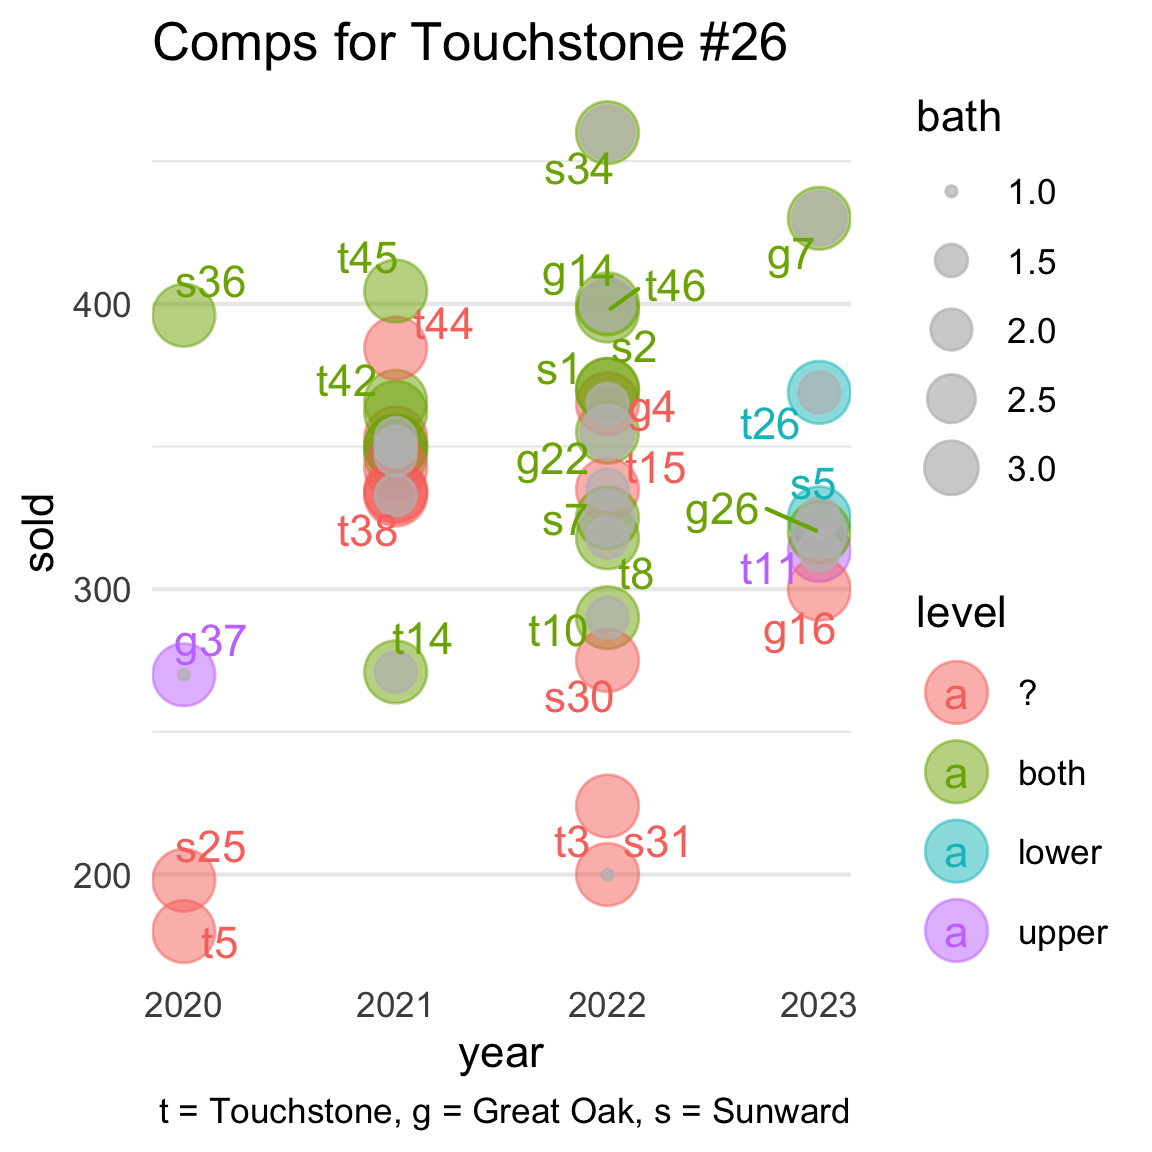 Comps for Touchstone #26
sold
400
300
200
s36
g37
s25
t5
t45
t44
t42
t38
t14
s34
g14
t46
s2
s1
g4
g22
t15
s7
t8
t10
s30
t3
s31
g7
t26
s5
g26
t11
g16
2020 2021 2022 2023
year
t = Touchstone, g = Great Oak, s = Sunward
bath
1.0
1.5
2.0
2.5
3.0
level
a ?
a both
a lower
a upper